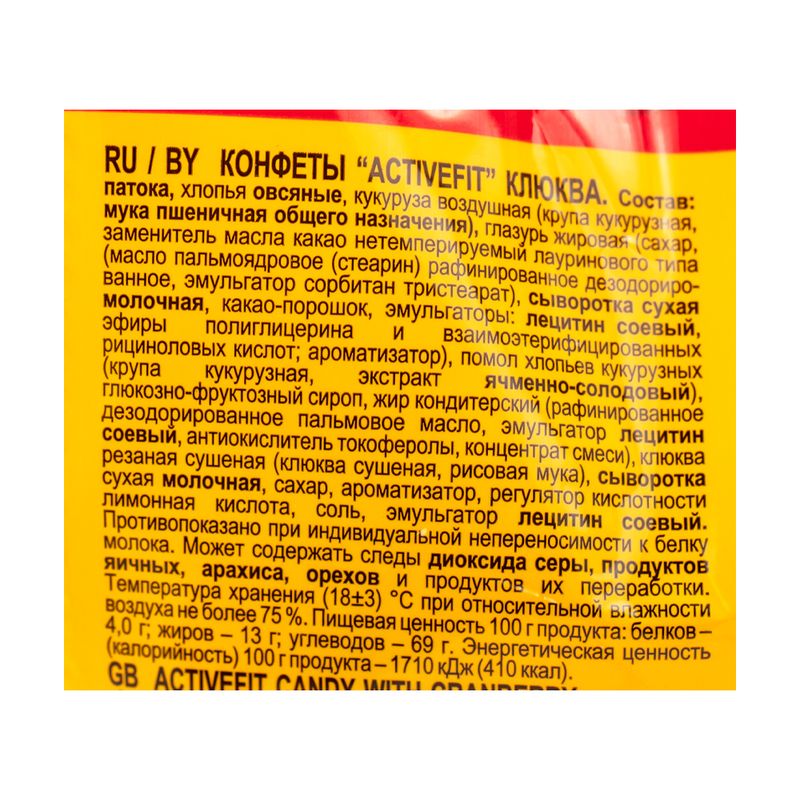 RU / BY КОНФЕТЫ “ACTIVEFIT” КЛЮКВА. Состав:
патока, хлопья овсяные, кукуруза воздушная (крупа кукурузная,
мука пшеничная общего назначения), глазурь жировая (сахар,
заменитель масла какао нетемперируемый лауринового типа
(масло пальмоядровое (стеарин) рафинированное дезодориро-
ванное, эмульгатор сорбитан тристеарат), сыворотка сухая
молочная, какао-порошок, эмульгаторы: лецитин соевый,
эфиры полиглицерина и взаимоэтерифицированных
рициноловых кислот; ароматизатор), помол хлопьев кукурузных
(крупа кукурузная, экстракт ячменно-солодовый),
глюкозно-фруктозный сироп, жир кондитерский (рафинированное
дезодорированное пальмовое масло, эмульгатор лецитин
соевый, антиокислитель токоферолы, концентрат смеси), клюква
резаная сушеная (клюква сушеная, рисовая мука), сыворотка
сухая молочная, сахар, ароматизатор, регулятор кислотности
лимонная кислота, соль, эмульгатор лецитин соевый.
Противопоказано при индивидуальной непереносимости к белку
молока. Может содержать следы диоксида серы, продуктов
яичных, арахиса, орехов и продуктов их переработки.
Температура хранения (18±3) °С при относительной влажности
воздуха не более 75 %. Пищевая ценность 100 г продукта: белков –
4,0 г; жиров – 13 г; углеводов – 69 г. Энергетическая ценность
(калорийность) 100 г продукта – 1710 кДж (410 ккал).
GB ACTIVEFIT CANDY WITH CRANBERRY